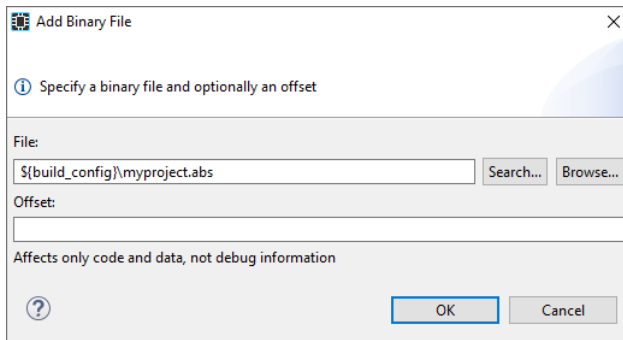 Add Binary File
Specify a binary file and optionally an offset
File:
${build_config}\myproject.abs
Search...
Browse...
Offset:
Affects only code and data, not debug information
OK
Cancel